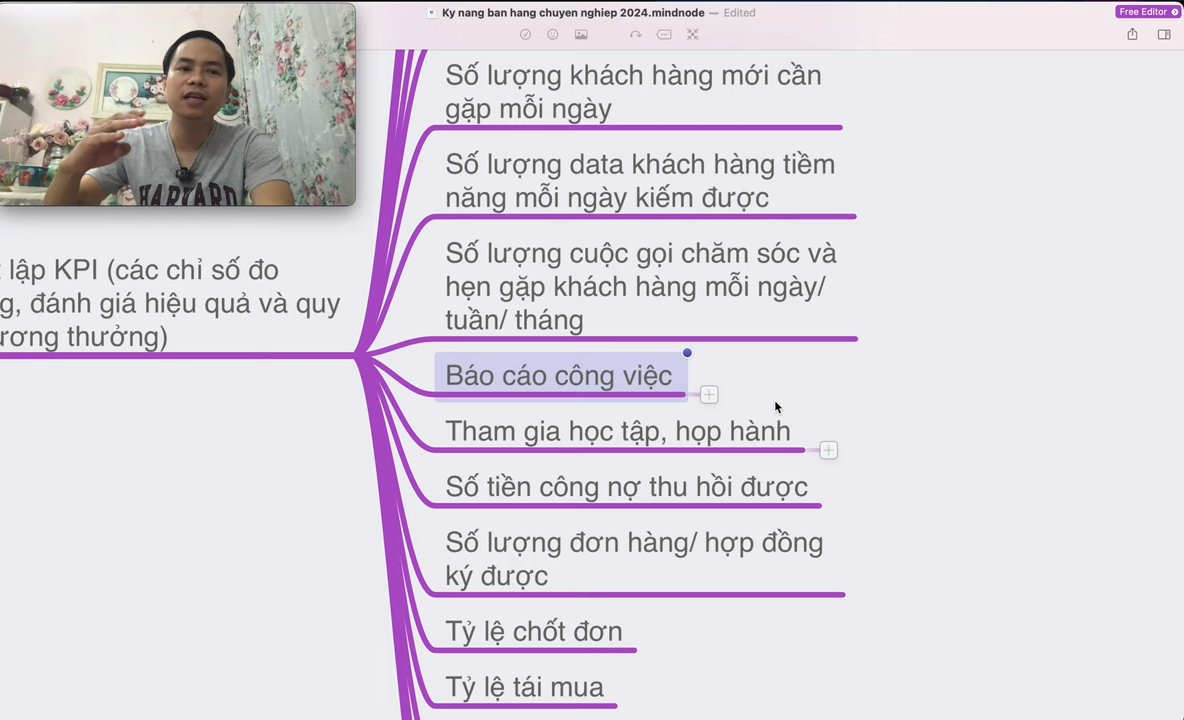 Ky nang ban hang chuyen nghiep 2024.mindnode — Edited
Free Editor
HARVARD
Số lượng khách hàng mới cần
gặp mỗi ngày
Số lượng data khách hàng tiềm
năng mỗi ngày kiếm được
Số lượng cuộc gọi chăm sóc và
hẹn gặp khách hàng mỗi ngày/
tuần/ tháng
lập KPI (các chỉ số đo
g, đánh giá hiệu quả và quy
ương thưởng)
Báo cáo công việc
Tham gia học tập, họp hành
Số tiền công nợ thu hồi được
Số lượng đơn hàng/ hợp đồng
ký được
Tỷ lệ chốt đơn
Tỷ lệ tái mua